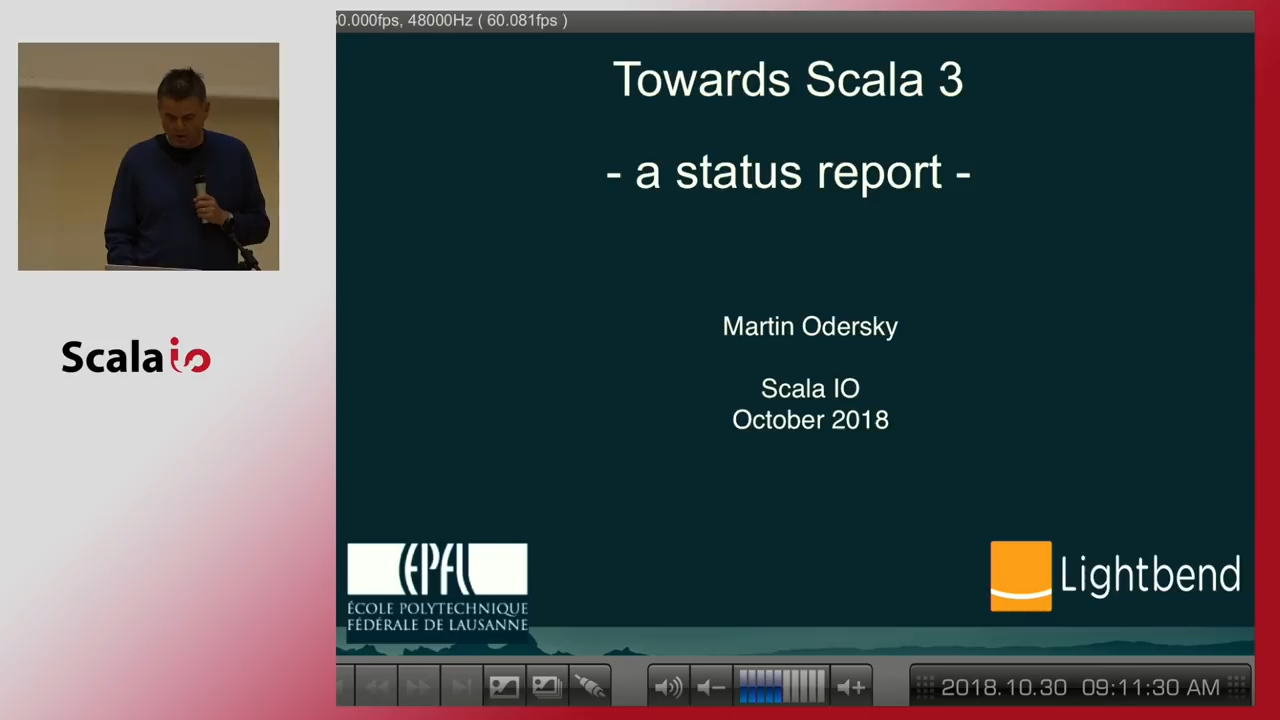 0.000fps, 48000Hz ( 60.081fps )
Towards Scala 3
- a status report -
Martin Odersky
Scala IO
October 2018
Scala io
EPFL
ÉCOLE POLYTECHNIQUE
FÉDÉRALE DE LAUSANNE
Lightbend
2018.10.30 09:11:30 AM